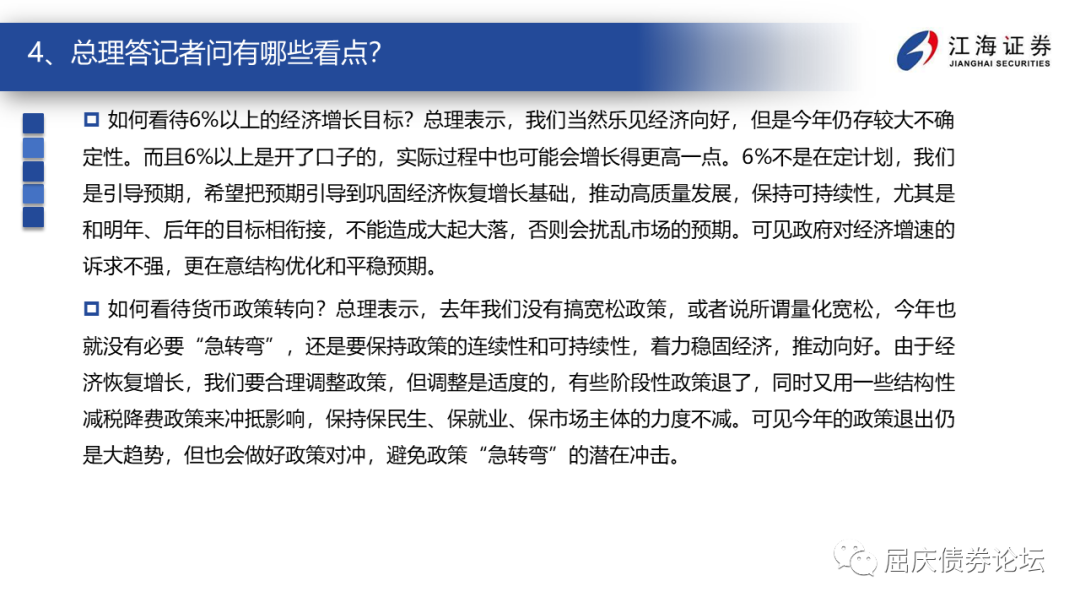 4、总理答记者问有哪些看点？
江海证券
JIANGHAI SECURITIES
如何看待6%以上的经济增长目标？总理表示，我们当然乐见经济向好，但是今年仍存较大不确
定性。而且6%以上是开了口子的，实际过程中也可能会增长得更高一点。6%不是在定计划，我们
是引导预期，希望把预期引导到巩固经济恢复增长基础，推动高质量发展，保持可持续性，尤其是
和明年、后年的目标相衔接，不能造成大起大落，否则会扰乱市场的预期。可见政府对经济增速的
诉求不强，更在意结构优化和平稳预期。
如何看待货币政策转向？总理表示，去年我们没有搞宽松政策，或者说所谓量化宽松，今年也
就没有必要“急转弯”，还是要保持政策的连续性和可持续性，着力稳固经济，推动向好。由于经
济恢复增长，我们要合理调整政策，但调整是适度的，有些阶段性政策退了，同时又用一些结构性
减税降费政策来冲抵影响，保持保民生、保就业、保市场主体的力度不减。可见今年的政策退出仍
是大趋势，但也会做好政策对冲，避免政策“急转弯”的潜在冲击。
屈庆债券论坛